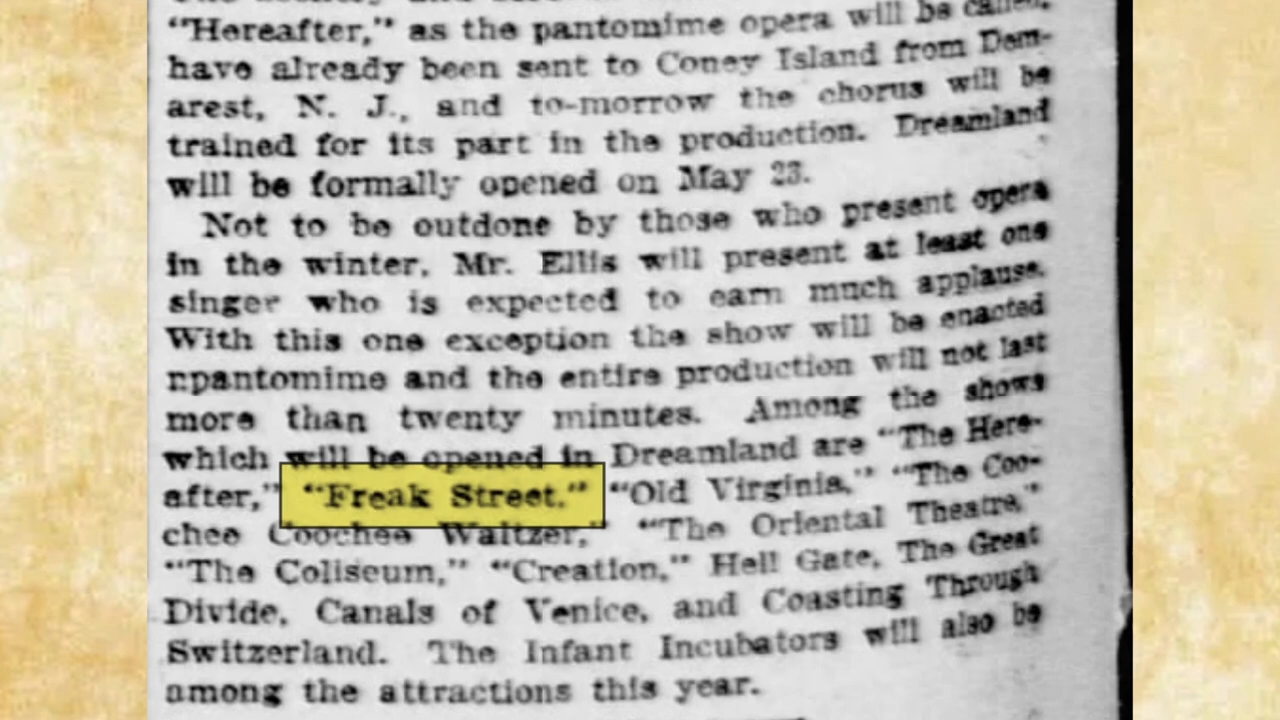 "Hereafter," as the pantomime opera will be called,
have already been sent to Coney Island from Dem-
arest, N. J., and to-morrow the chorus will be
trained for its part in the production. Dreamland
will be formally opened on May 23.
Not to be outdone by those who present opera
in the winter, Mr. Ellis will present at least one
singer who is expected to earn much applause.
With this one exception the show will be enacted
npantomime and the entire production will not last
more than twenty minutes. Among the shows
which will be opened in Dreamland are "The Here-
after," "Freak Street," "Old Virginia," "The Coo-
chee Coochee Waltzer," "The Oriental Theatre,"
"The Coliseum," "Creation," Hell Gate, The Great
Divide, Canals of Venice, and Coasting Through
Switzerland. The Infant Incubators will also be
among the attractions this year.